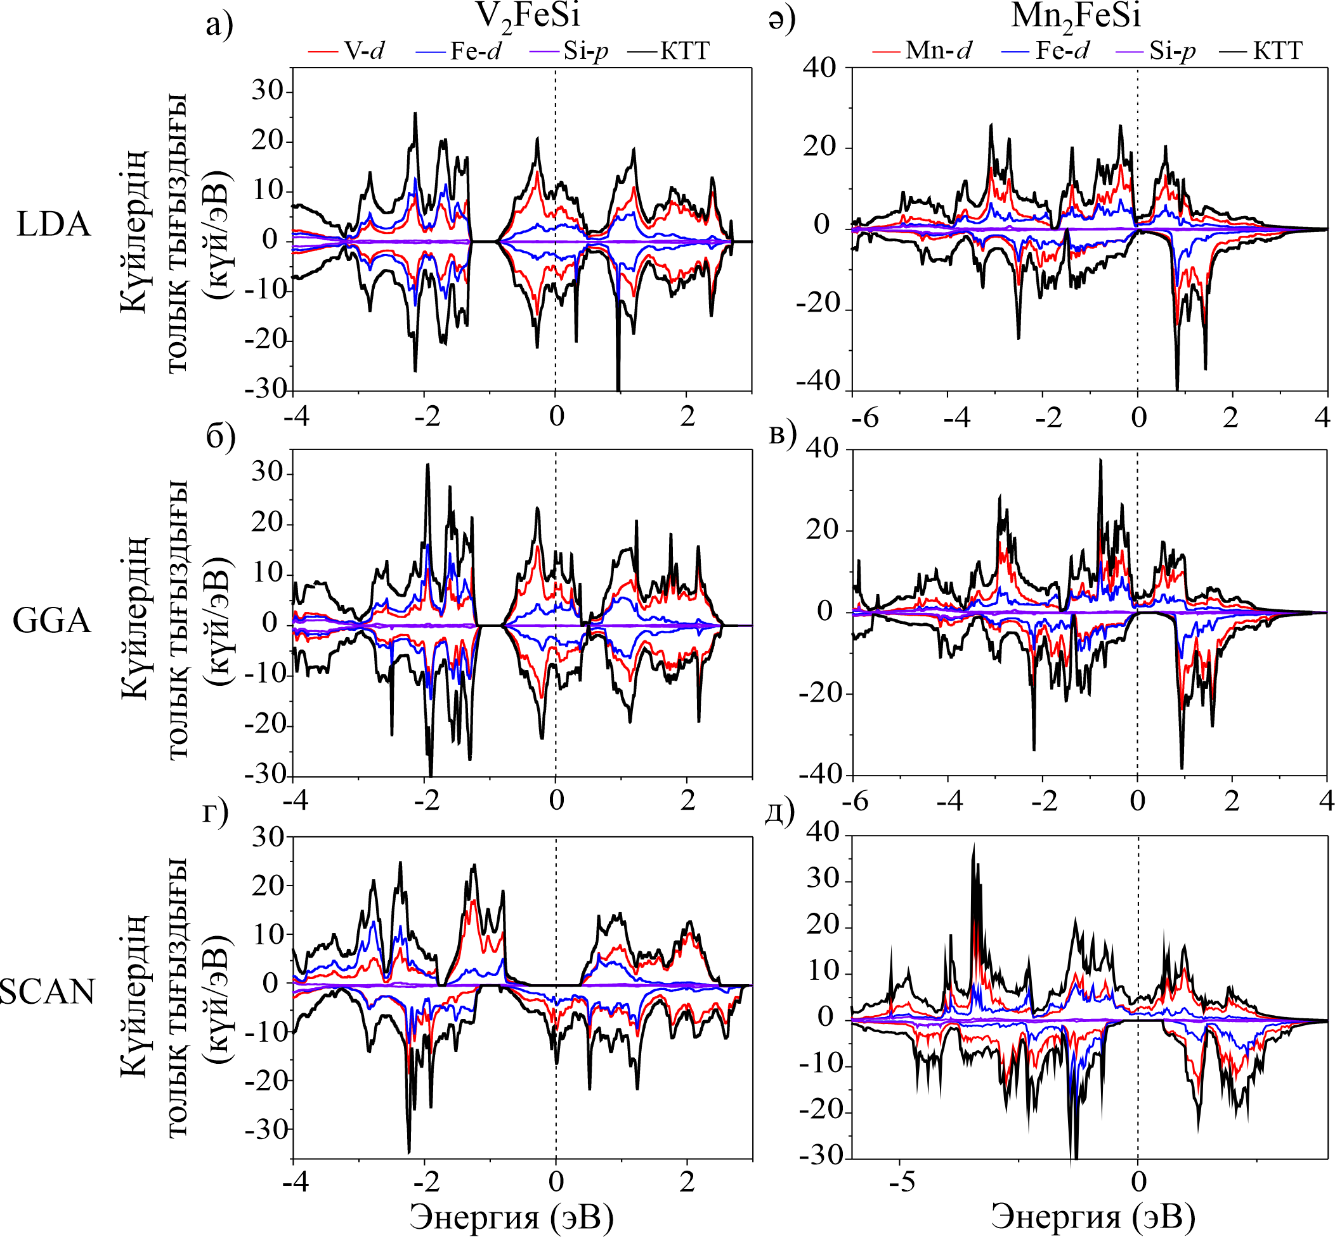 V₂FeSi
Mn₂FeSi
а)
V-d Fe-d Si-p КТТ
LDA
Күйлердің
толық тығыздығы
(күй/эВ)
30
20
10
0
-10
-20
-30
-4 -2 0 2
ә)
Mn-d Fe-d Si-p КТТ
40
20
0
-20
-40
-6 -4 -2 0 2 4
б)
GGA
Күйлердің
толық тығыздығы
(күй/эВ)
30
20
10
0
-10
-20
-30
-4 -2 0 2
в)
40
20
0
-20
-40
-6 -4 -2 0 2 4
г)
SCAN
Күйлердің
толық тығыздығы
(күй/эВ)
30
20
10
0
-10
-20
-30
-4 -2 0 2
Энергия (эВ)
д)
40
30
20
10
0
-10
-20
-30
-5 0
Энергия (эВ)